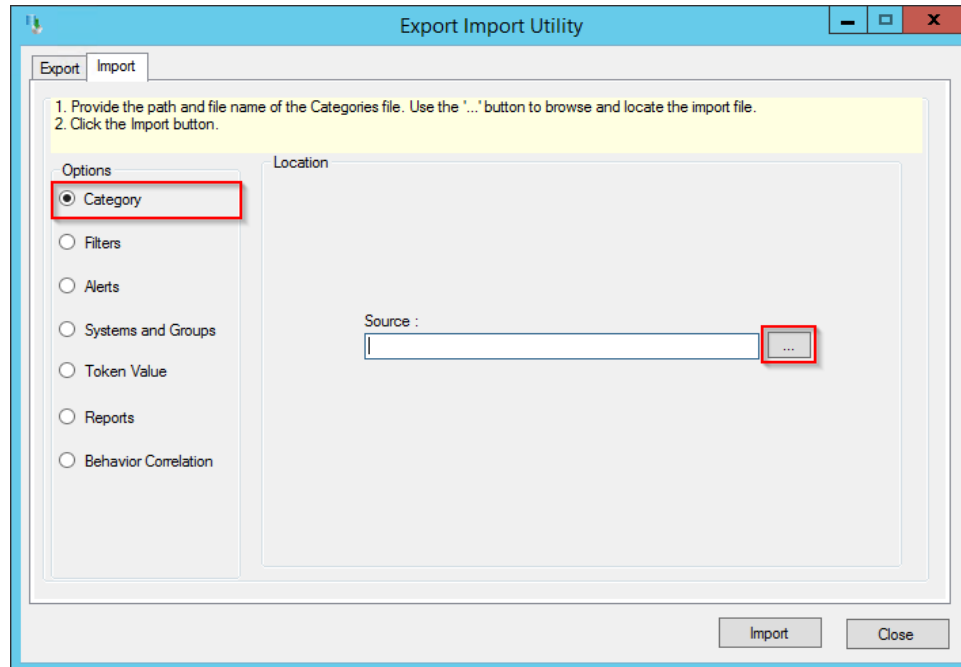 Export Import Utility
Export
Import
1. Provide the path and file name of the Categories file. Use the '...' button to browse and locate the import file.
2. Click the Import button.
Options
Location
Category
Filters
Alerts
Systems and Groups
Token Value
Reports
Behavior Correlation
Source :
...
Import
Close